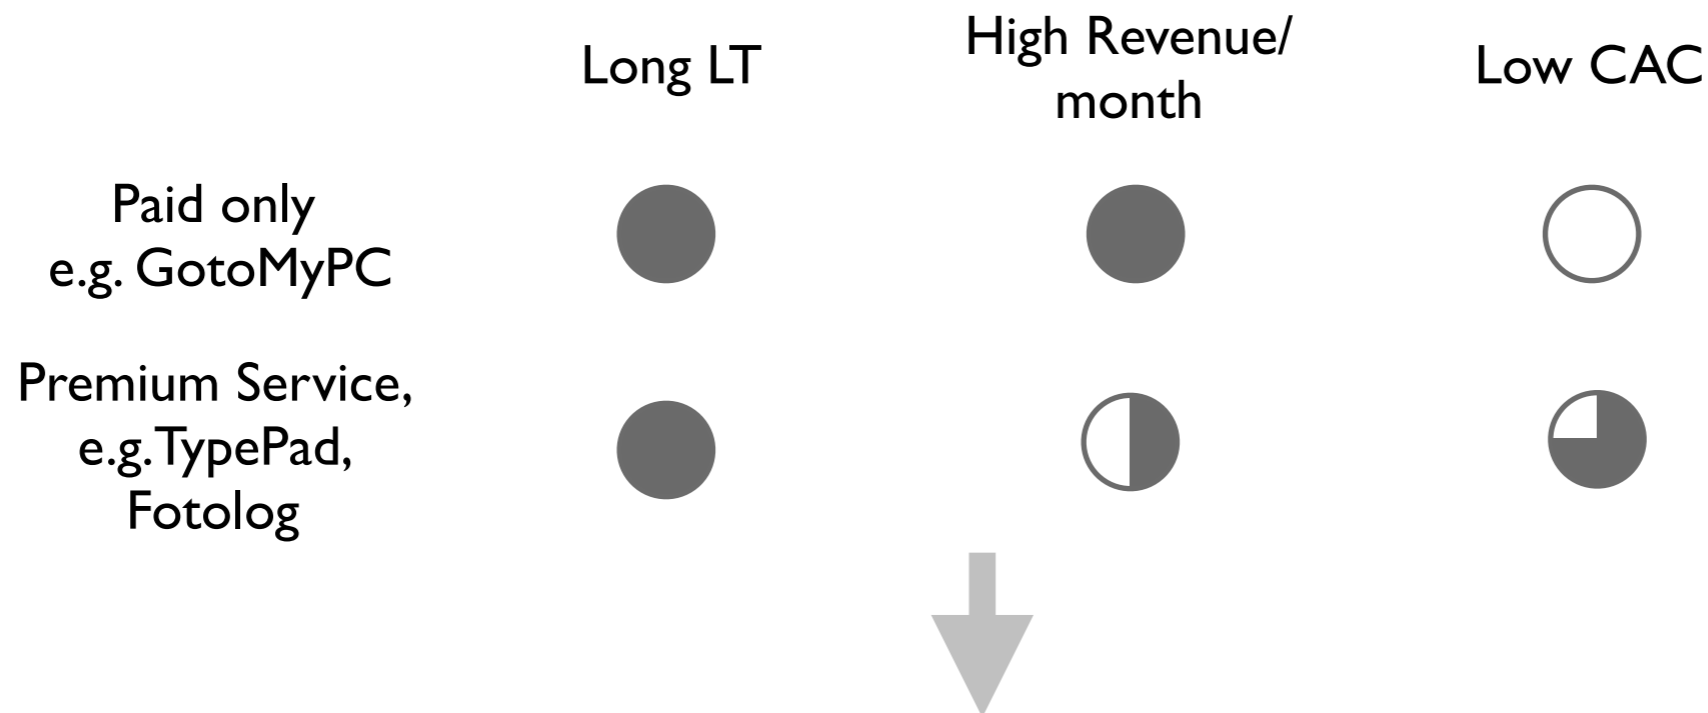 Long LT
High Revenue/
month
Low CAC
Paid only
e.g. GotoMyPC
Premium Service,
e.g. TypePad,
Fotolog